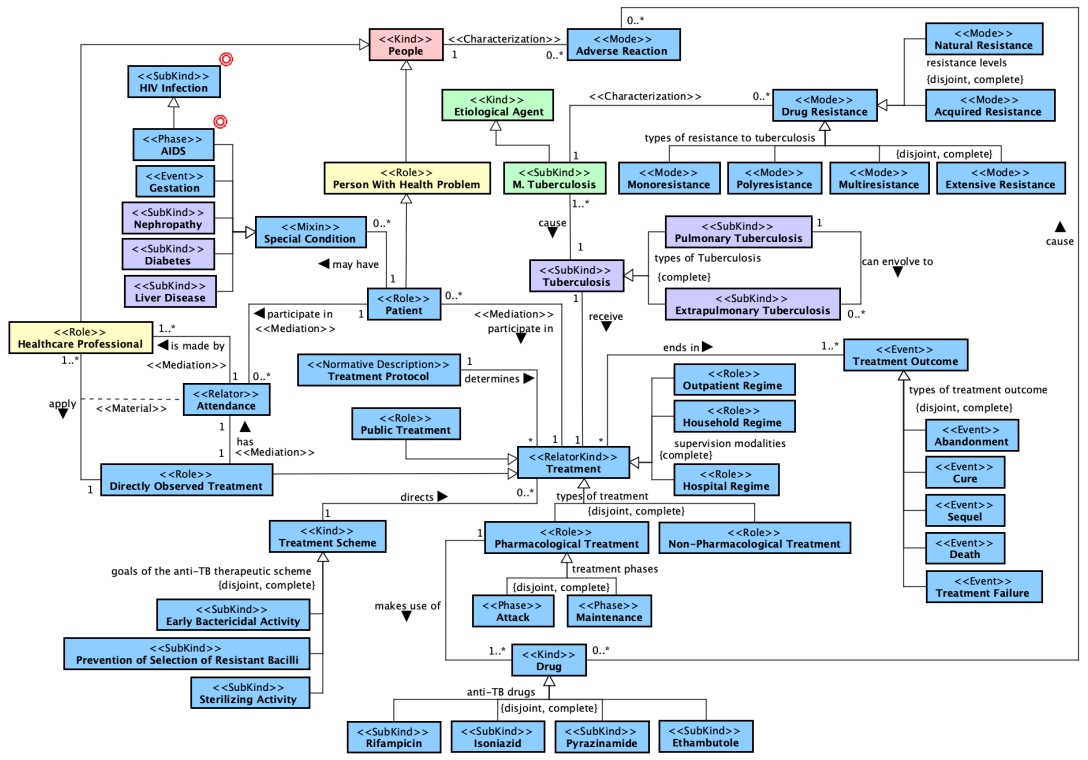 0..*
<<Kind>>
People
<<Characterization>>
1
0..*
<<Mode>>
Adverse Reaction
<<Mode>>
Natural Resistance
resistance levels
{disjoint, complete}
<<SubKind>>
HIV Infection
<<Kind>>
Etiological Agent
<<Characterization>>
0..*
<<Mode>>
Drug Resistance
<<Mode>>
Acquired Resistance
<<Phase>>
AIDS
types of resistance to tuberculosis
{disjoint, complete}
1
<<Event>>
Gestation
<<Role>>
Person With Health Problem
<<SubKind>>
M. Tuberculosis
<<Mode>>
Monoresistance
<<Mode>>
Polyresistance
<<Mode>>
Multiresistance
<<Mode>>
Extensive Resistance
1..*
<<SubKind>>
Nephropathy
<<Mixin>>
Special Condition
0..*
cause
<<SubKind>>
Pulmonary Tuberculosis
1
cause
<<SubKind>>
Diabetes
may have
1
<<SubKind>>
Tuberculosis
types of Tuberculosis
{complete}
can envolve to
<<SubKind>>
Liver Disease
1
1
<<Role>>
Patient
0..*
1
<<SubKind>>
Extrapulmonary Tuberculosis
0..*
participate in
<<Mediation>>
1
<<Mediation>>
participate in
receive
<<Role>>
Healthcare Professional
1..*
is made by
<<Mediation>>
1..*
ends in
1..*
<<Event>>
Treatment Outcome
<<Normative Description>>
Treatment Protocol
1
determines
<<Role>>
Outpatient Regime
types of treatment outcome
{disjoint, complete}
1
0..*
<<Relator>>
Attendance
apply
<<Material>>
<<Role>>
Household Regime
<<Role>>
Public Treatment
<<Event>>
Abandonment
1
has
<<Mediation>>
1
*
1
1
*
supervision modalities
{complete}
<<RelatorKind>>
Treatment
<<Event>>
Cure
<<Role>>
Directly Observed Treatment
1
<<Role>>
Hospital Regime
directs
0..*
types of treatment
{disjoint, complete}
<<Event>>
Sequel
1
<<Kind>>
Treatment Scheme
1
<<Role>>
Pharmacological Treatment
<<Role>>
Non-Pharmacological Treatment
<<Event>>
Death
goals of the anti-TB therapeutic scheme
{disjoint, complete}
treatment phases
{disjoint, complete}
<<Event>>
Treatment Failure
<<SubKind>>
Early Bactericidal Activity
makes use of
<<Phase>>
Attack
<<Phase>>
Maintenance
<<SubKind>>
Prevention of Selection of Resistant Bacilli
1..*
<<Kind>>
Drug
0..*
<<SubKind>>
Sterilizing Activity
anti-TB drugs
{disjoint, complete}
<<SubKind>>
Rifampicin
<<SubKind>>
Isoniazid
<<SubKind>>
Pyrazinamide
<<SubKind>>
Ethambutole